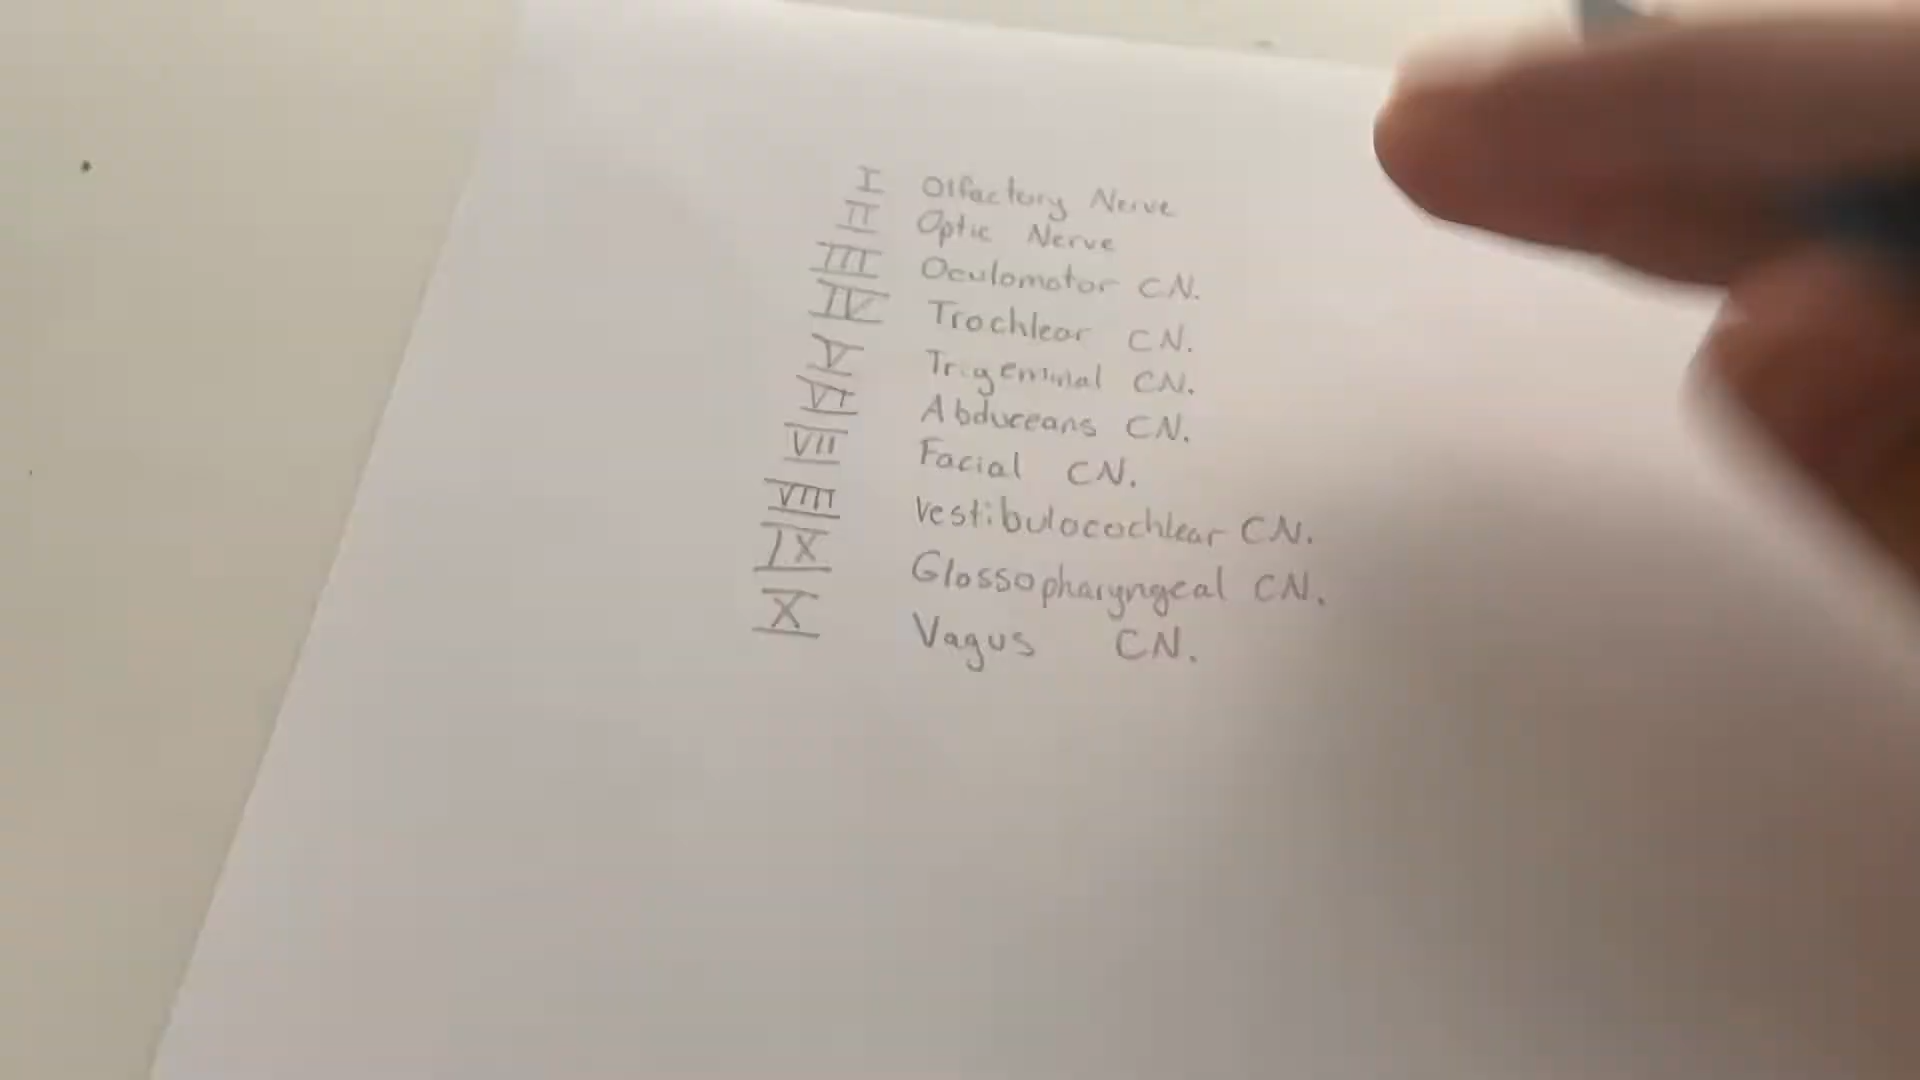 I Olfactory Nerve
II Optic Nerve
III Oculomotor CN.
IV Trochlear CN.
V Trigeminal CN.
VI Abduceans CN.
VII Facial CN.
VIII Vestibulocochlear CN.
IX Glossopharyngeal CN.
X Vagus CN.